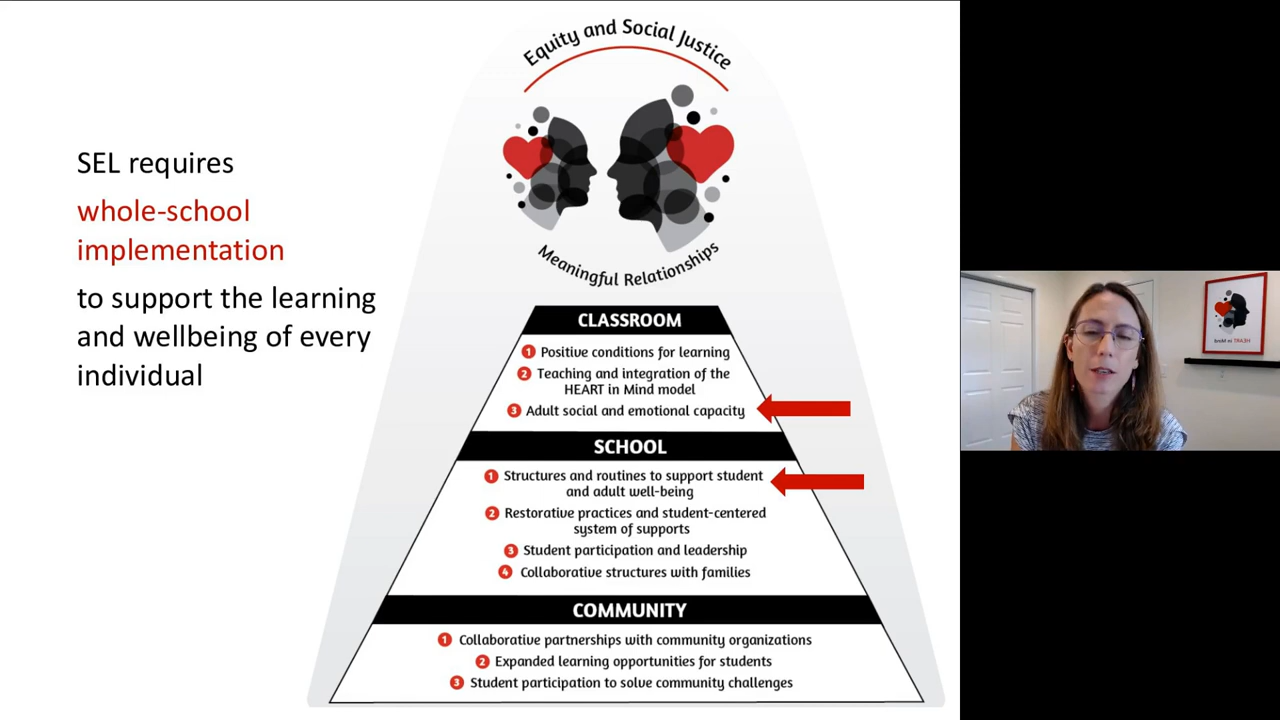 SEL requires
whole-school
implementation
to support the learning
and wellbeing of every
individual
Equity and Social Justice
Meaningful Relationships
CLASSROOM
1 Positive conditions for learning
2 Teaching and integration of the
HEART in Mind model
3 Adult social and emotional capacity
SCHOOL
1 Structures and routines to support student
and adult well-being
2 Restorative practices and student-centered
system of supports
3 Student participation and leadership
4 Collaborative structures with families
COMMUNITY
1 Collaborative partnerships with community organizations
2 Expanded learning opportunities for students
3 Student participation to solve community challenges
HEART in Mind